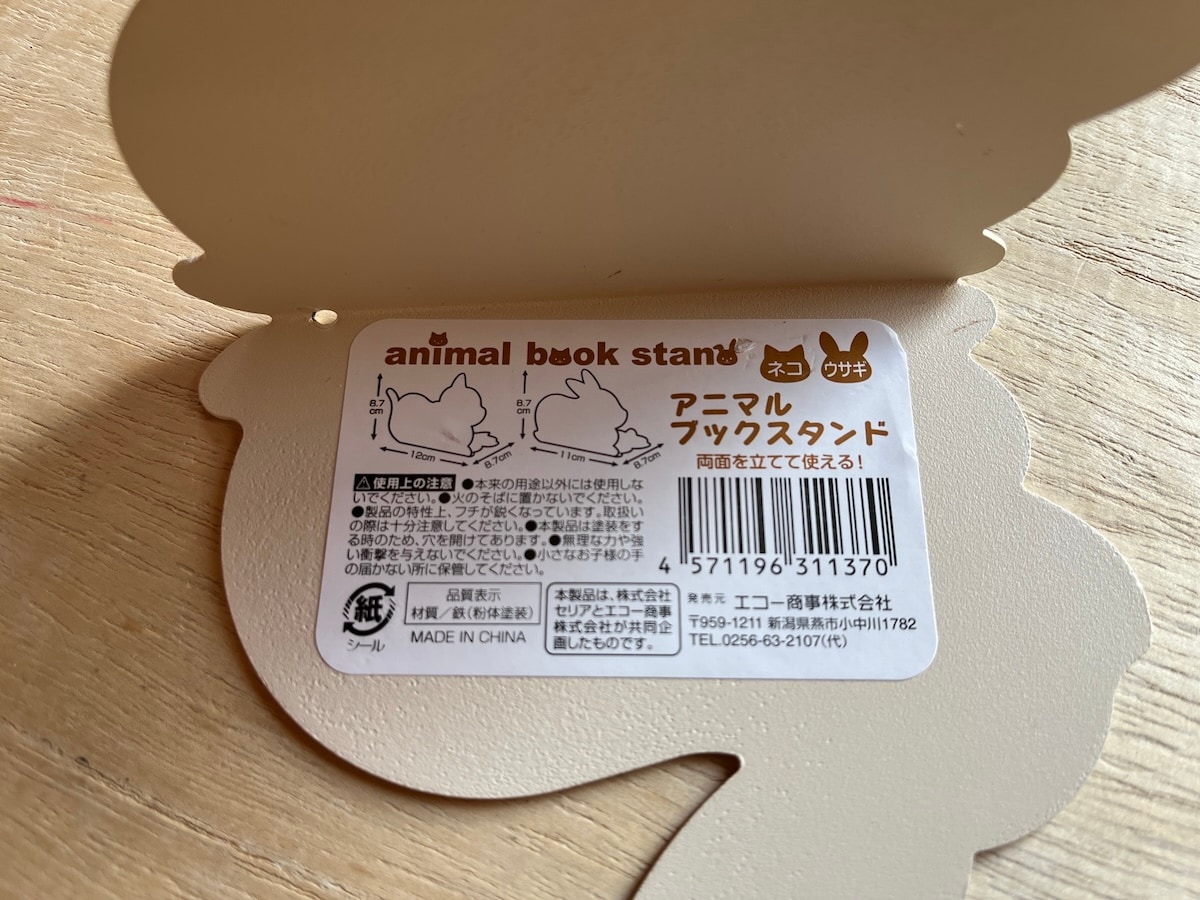 animal book stand
ネコ
ウサギ
8.7cm
12cm
8.7cm
8.7cm
11cm
8.7cm
アニマル
ブックスタンド
両面を立てて使える!
⚠使用上の注意 ●本来の用途以外には使用しな
いでください。●火のそばに置かないでください。
●製品の特性上、フチが鋭くなっています。取扱い
の際は十分注意してください。●本製品は塗装をす
る時のため、穴を開けてあります。●無理な力や強
い衝撃を与えないでください。●小さなお子様の手
の届かない所に保管してください。
4 571196 311370
紙
シール
品質表示
材質/鉄(粉体塗装)
MADE IN CHINA
本製品は、株式会社
セリアとエコー商事
株式会社が共同企
画したものです。
発売元 エコー商事株式会社
〒959-1211 新潟県燕市小中川1782
TEL.0256-63-2107(代)